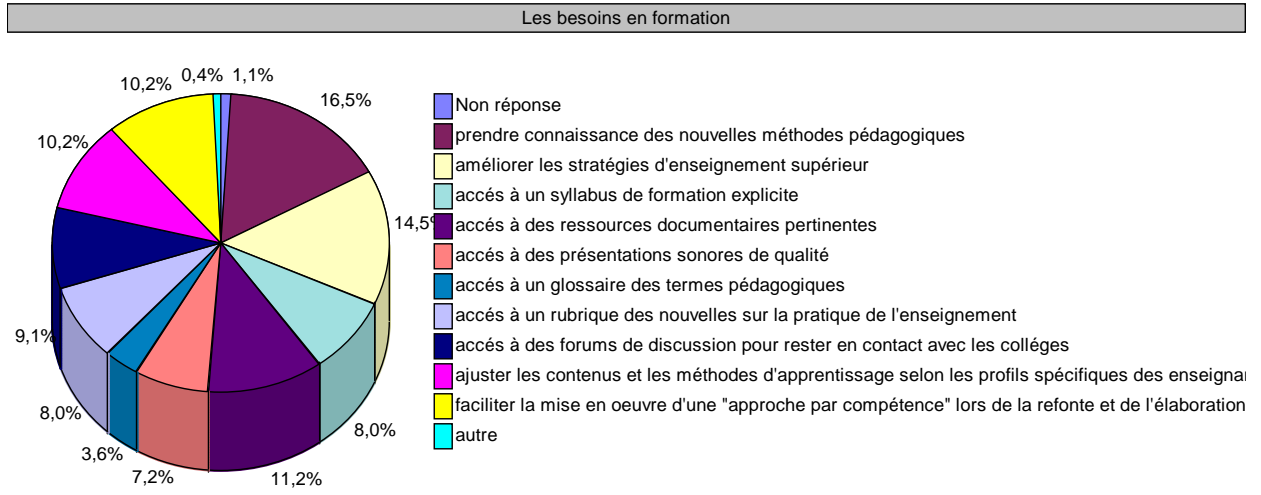 Les besoins en formation
0,4%
1,1%
10,2%
16,5%
10,2%
14,5%
9,1%
8,0%
8,0%
3,6%
7,2%
11,2%
Non réponse
prendre connaissance des nouvelles méthodes pédagogiques
améliorer les stratégies d'enseignement supérieur
accés à un syllabus de formation explicite
accés à des ressources documentaires pertinentes
accés à des présentations sonores de qualité
accés à un glossaire des termes pédagogiques
accés à un rubrique des nouvelles sur la pratique de l'enseignement
accés à des forums de discussion pour rester en contact avec les colléges
ajuster les contenus et les méthodes d'apprentissage selon les profils spécifiques des
faciliter la mise en oeuvre d'une "approche par compétence" lors de la refonte et de l'élaboration
autre